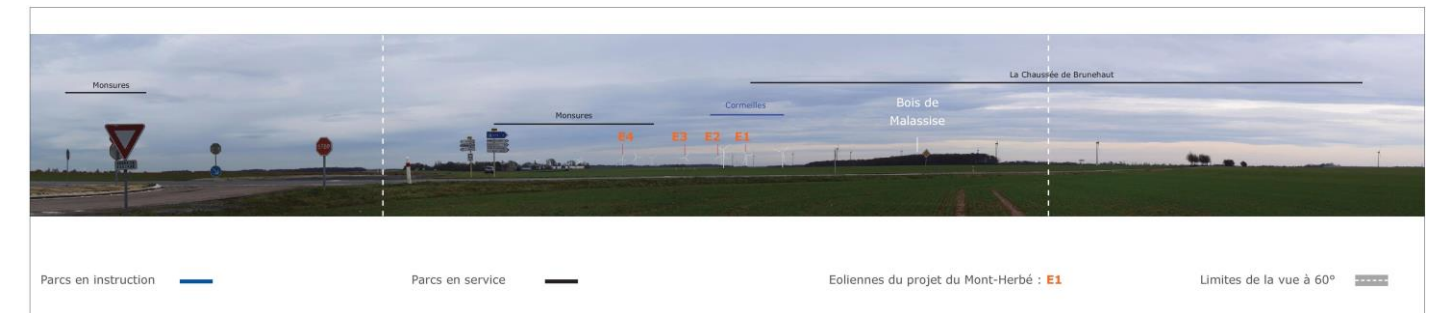 Monsures
La Chaussée de Brunehaut
Cormeilles
Bois de
Malassise
Monsures
E4 E3 E2 E1
STOP
Parcs en instruction
Parcs en service
Eoliennes du projet du Mont-Herbé : E1
Limites de la vue à 60°